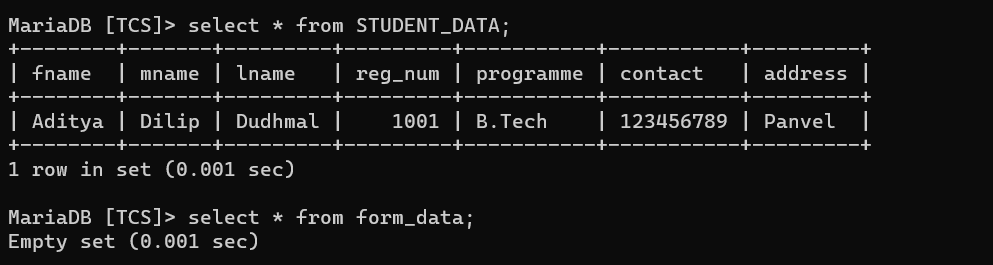 MariaDB [TCS]> select * from STUDENT_DATA;
+--------+-------+---------+---------+-----------+-----------+---------+
| fname  | mname | lname   | reg_num | programme | contact   | address |
+--------+-------+---------+---------+-----------+-----------+---------+
| Aditya | Dilip | Dudhmal |    1001 | B.Tech    | 123456789 | Panvel  |
+--------+-------+---------+---------+-----------+-----------+---------+
1 row in set (0.001 sec)
MariaDB [TCS]> select * from form_data;
Empty set (0.001 sec)